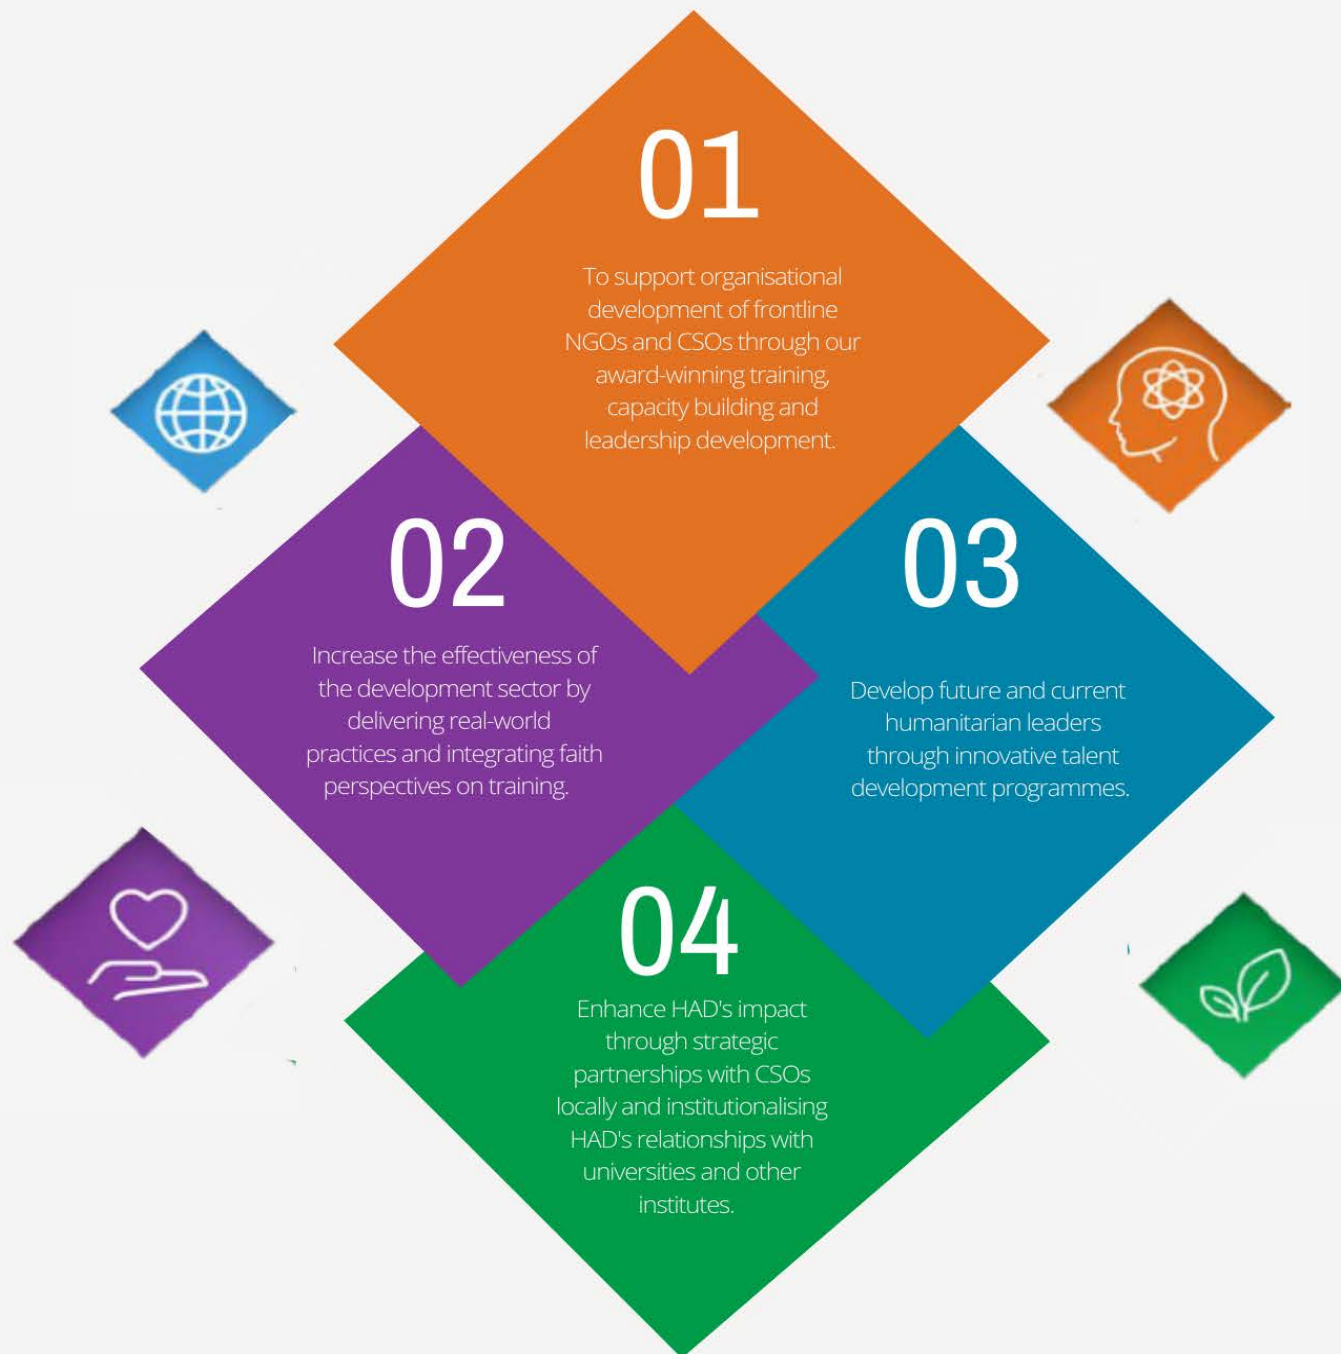 01
To support organisational
development of frontline
NGOs and CSOs through our
award-winning training,
capacity building and
leadership development.
02
Increase the effectiveness of
the development sector by
delivering real-world
practices and integrating faith
perspectives on training.
03
Develop future and current
humanitarian leaders
through innovative talent
development programmes.
04
Enhance HAD's impact
through strategic
partnerships with CSOs
locally and institutionalising
HAD's relationships with
universities and other
institutes.